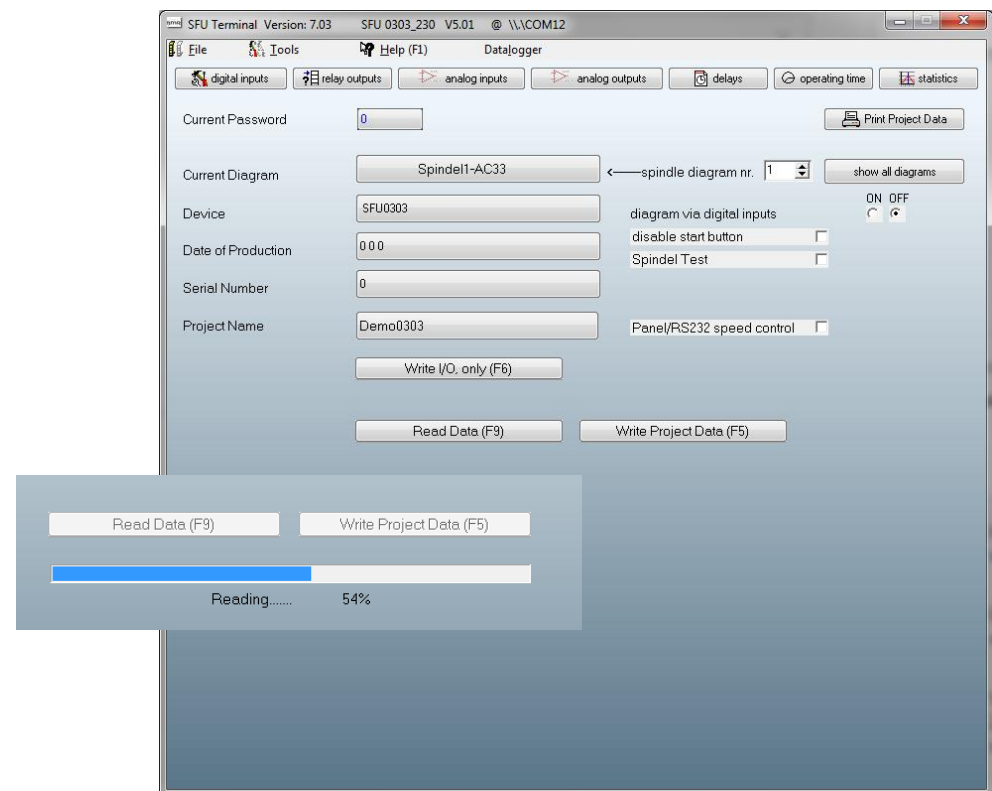 sme SFU Terminal Version: 7.03 SFU 0303_230 V5.01 @ \\.\COM12
File Tools Help (F1) Datalogger
digital inputs relay outputs analog inputs analog outputs delays operating time statistics
Current Password 0 Print Project Data
Current Diagram Spindel1-AC33 <——spindle diagram nr. 1 show all diagrams
ON OFF
Device SFU0303 diagram via digital inputs
disable start button
Date of Production 0 0 0
Spindel Test
Serial Number 0
Project Name Demo0303 Panel/RS232 speed control
Write I/O, only (F6)
Read Data (F9) Write Project Data (F5)
Read Data (F9) Write Project Data (F5)
Reading....... 54%